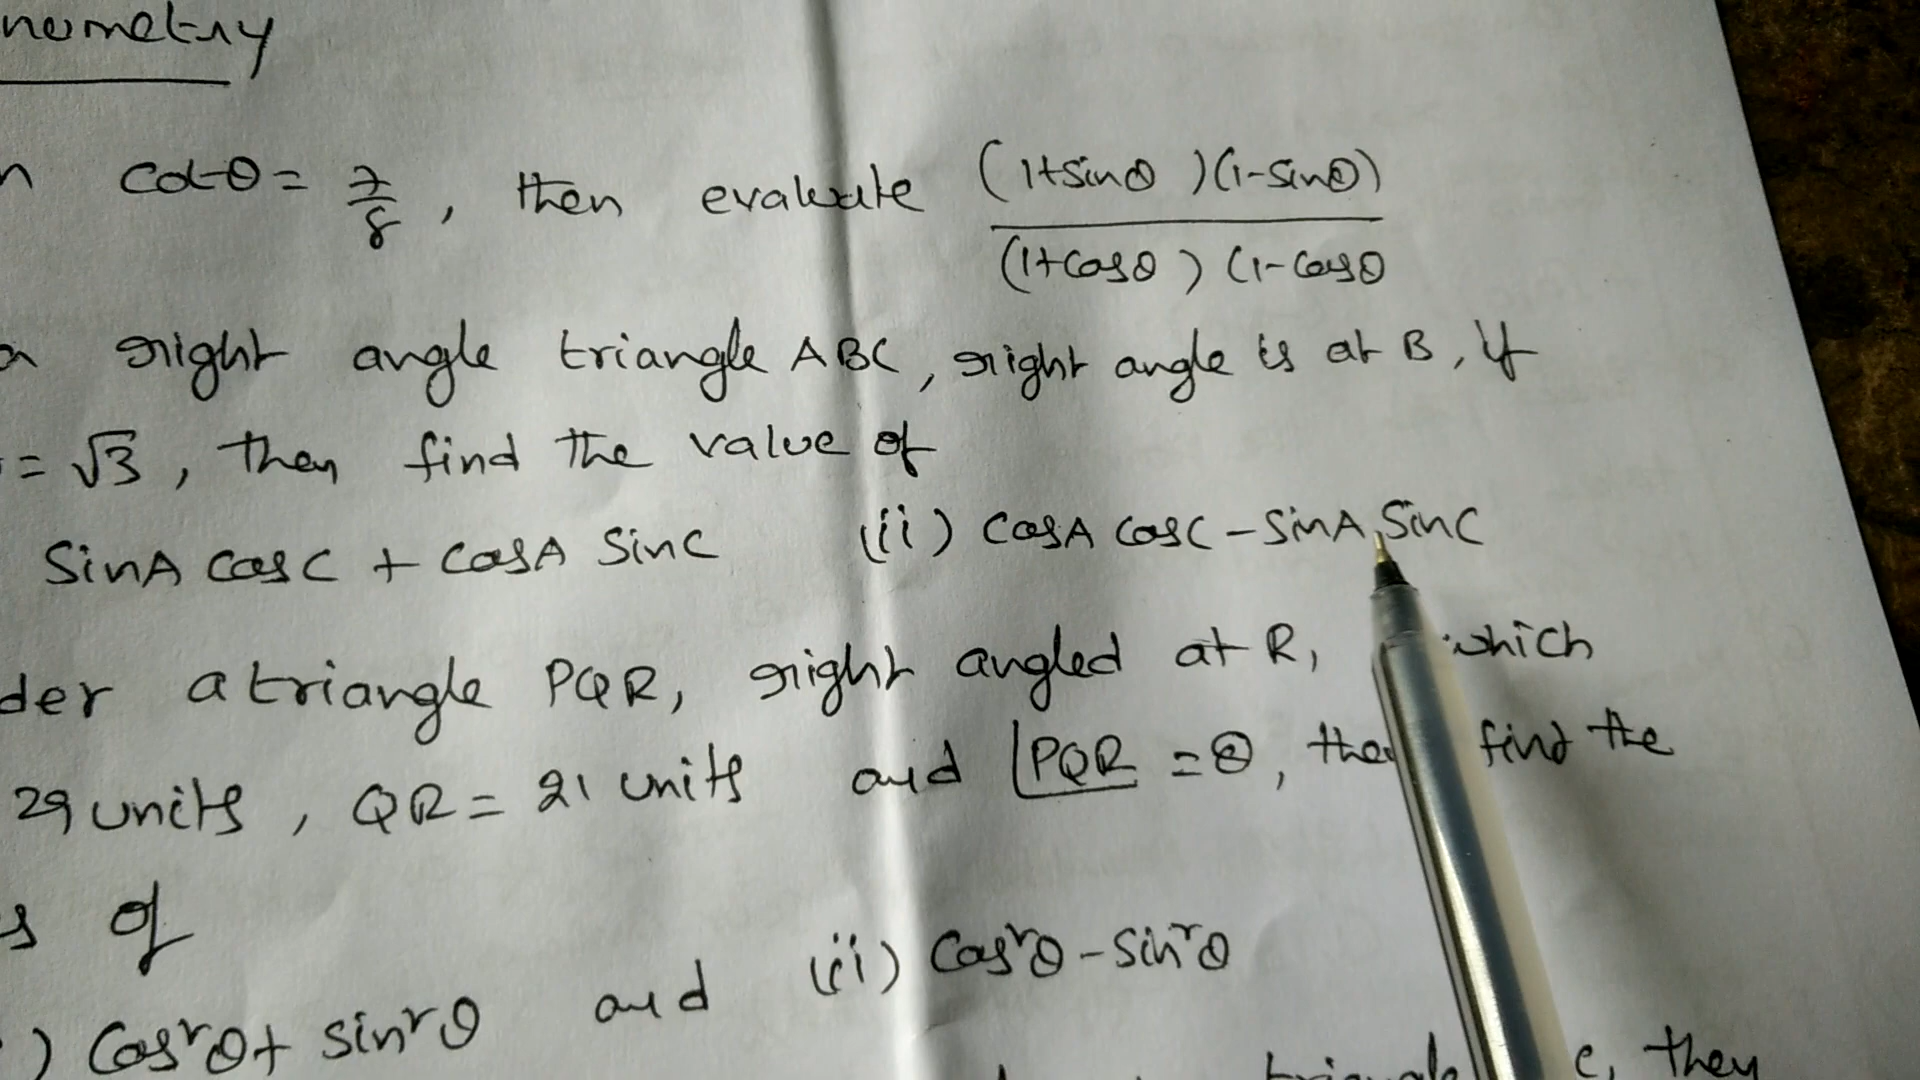 nometry
cotθ = 7/8, then evaluate (1+sinθ)(1-sinθ) / (1+cosθ)(1-cosθ
right angle triangle ABC, right angle is at B, if
= √3, then find the value of
SinA cosC + cosA SinC (ii) cosA cosC - SinA SinC
der a triangle PQR, right angled at R, which
29 units, QR = 21 units and ∠PQR = θ, then find the
s of
) Cos²θ + sin²θ and (ii) Cos²θ - Sin²θ
c, then